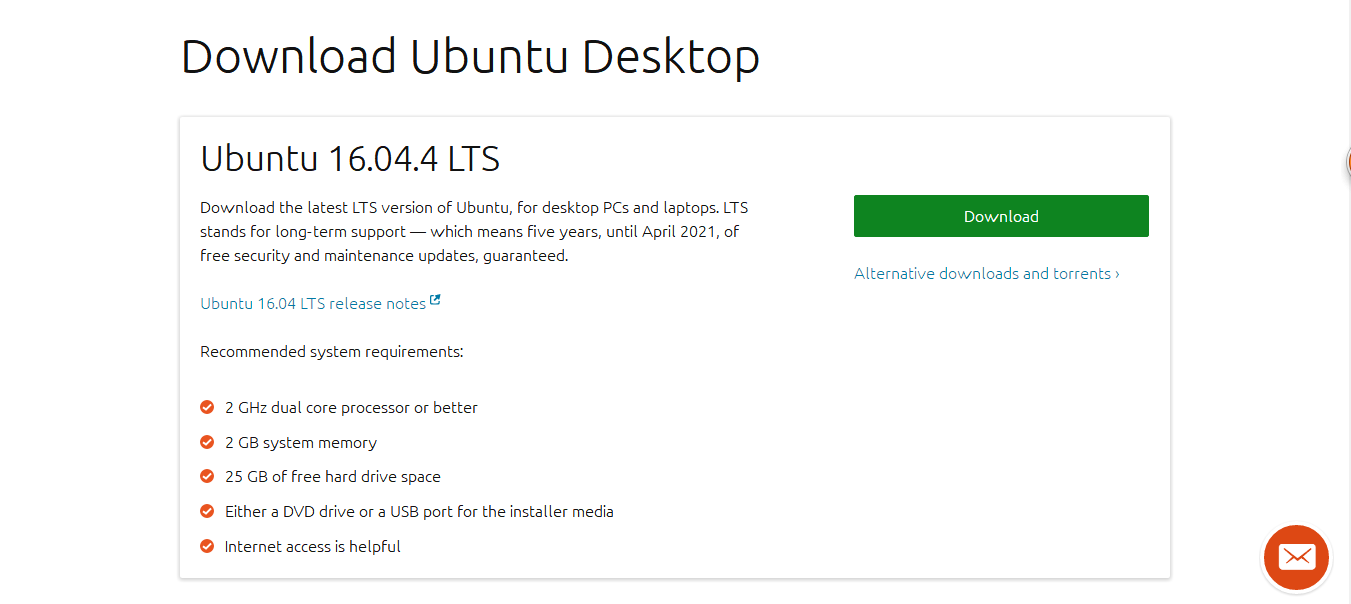 Download Ubuntu Desktop
Ubuntu 16.04.4 LTS
Download the latest LTS version of Ubuntu, for desktop PCs and laptops. LTS
stands for long-term support — which means five years, until April 2021, of
free security and maintenance updates, guaranteed.
Ubuntu 16.04 LTS release notes
Recommended system requirements:
2 GHz dual core processor or better
2 GB system memory
25 GB of free hard drive space
Either a DVD drive or a USB port for the installer media
Internet access is helpful
Download
Alternative downloads and torrents ›